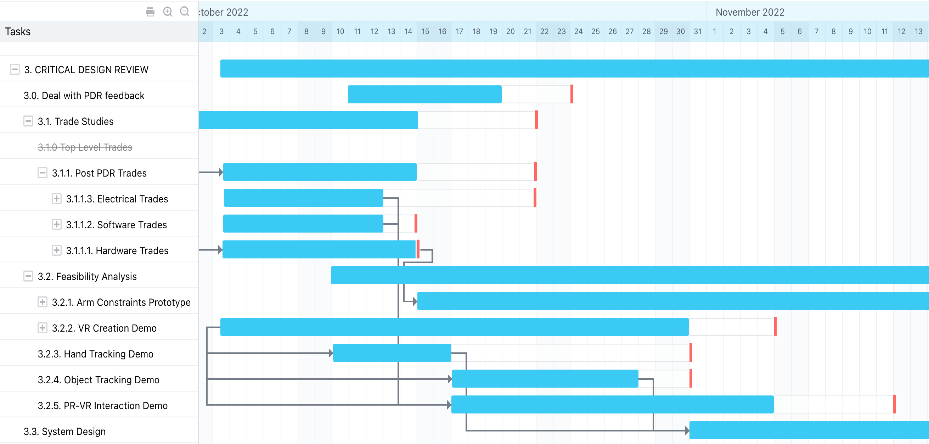 ctober 2022
November 2022
Tasks
2 3 4 5 6 7 8 9 10 11 12 13 14 15 16 17 18 19 20 21 22 23 24 25 26 27 28 29 30 31 1 2 3 4 5 6 7 8 9 10 11 12 13
3. CRITICAL DESIGN REVIEW
3.0. Deal with PDR feedback
3.1. Trade Studies
3.1.0 Top Level Trades
3.1.1. Post PDR Trades
3.1.1.3. Electrical Trades
3.1.1.2. Software Trades
3.1.1.1. Hardware Trades
3.2. Feasibility Analysis
3.2.1. Arm Constraints Prototype
3.2.2. VR Creation Demo
3.2.3. Hand Tracking Demo
3.2.4. Object Tracking Demo
3.2.5. PR-VR Interaction Demo
3.3. System Design